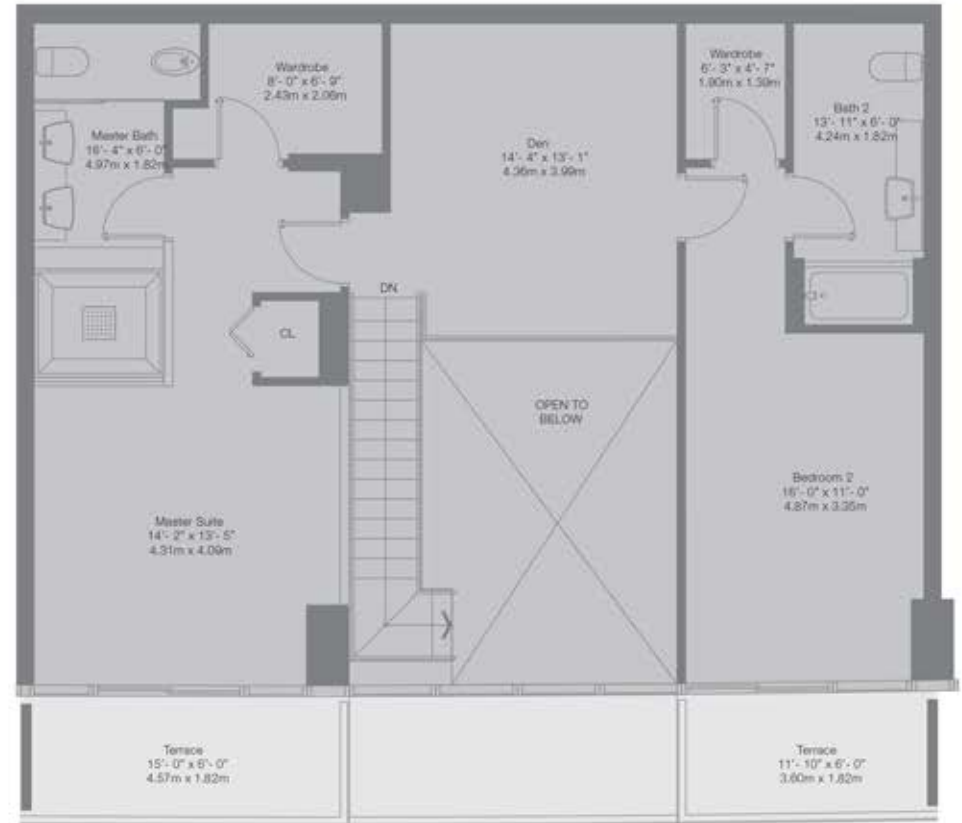 Wardrobe
8'- 0" x 6'- 9"
2.43m x 2.06m
Wardrobe
6'- 3" x 4'- 7"
1.90m x 1.39m
Master Bath
16'- 4" x 6'- 0"
4.97m x 1.82m
Den
14'- 4" x 13'- 1"
4.36m x 3.99m
Bath 2
13'- 11" x 6'- 0"
4.24m x 1.82m
DN
CL
OPEN TO
BELOW
Bedroom 2
16'- 0" x 11'- 0"
4.87m x 3.35m
Master Suite
14'- 2" x 13'- 5"
4.31m x 4.09m
Terrace
15'- 0" x 6'- 0"
4.57m x 1.82m
Terrace
11'- 10" x 6'- 0"
3.60m x 1.82m